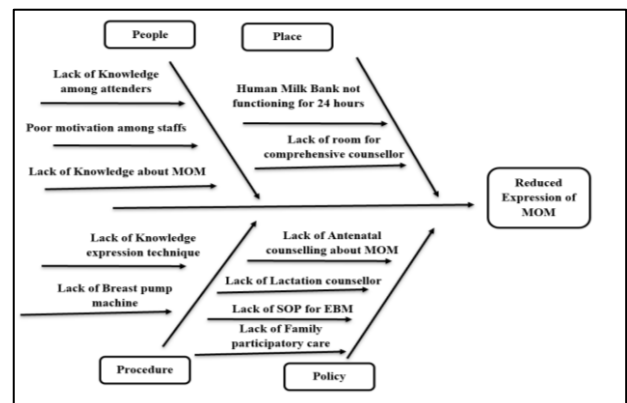 People
Place
Lack of Knowledge
among attenders
Poor motivation among staffs
Lack of Knowledge about MOM
Human Milk Bank not
functioning for 24 hours
Lack of room for
comprehensive counsellor
Reduced
Expression of
MOM
Lack of Knowledge
expression technique
Lack of Breast pump
machine
Lack of Antenatal
counselling about MOM
Lack of Lactation counsellor
Lack of SOP for EBM
Lack of Family
participatory care
Procedure
Policy